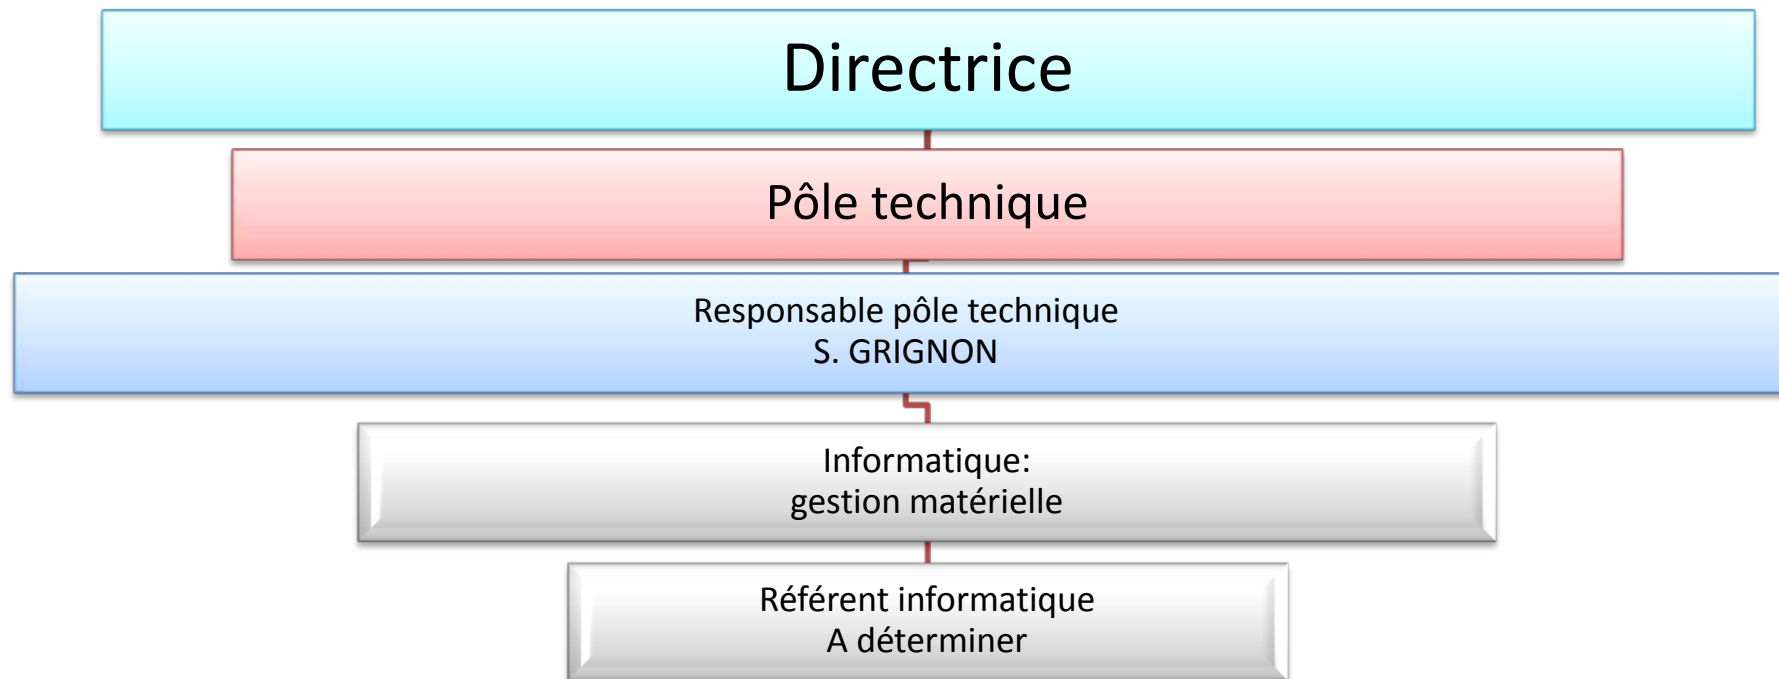 Directrice
Pôle technique
Responsable pôle technique
S. GRIGNON
Informatique:
gestion matérielle
Référent informatique
A déterminer